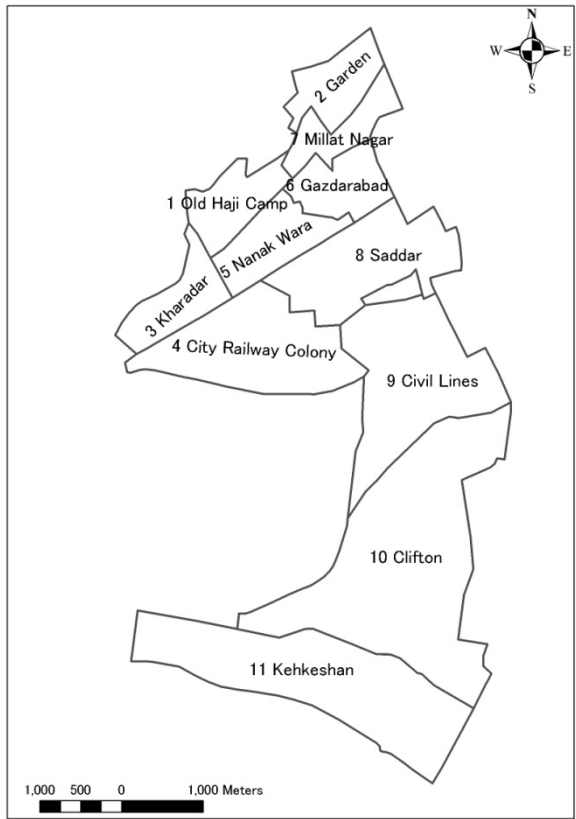 N
W E
S
2 Garden
7 Millat Nagar
6 Gazdarabad
1 Old Haji Camp
5 Nanak Wara
8 Saddar
3 Kharadar
4 City Railway Colony
9 Civil Lines
10 Clifton
11 Kehkeshan
1,000 500 0 1,000 Meters